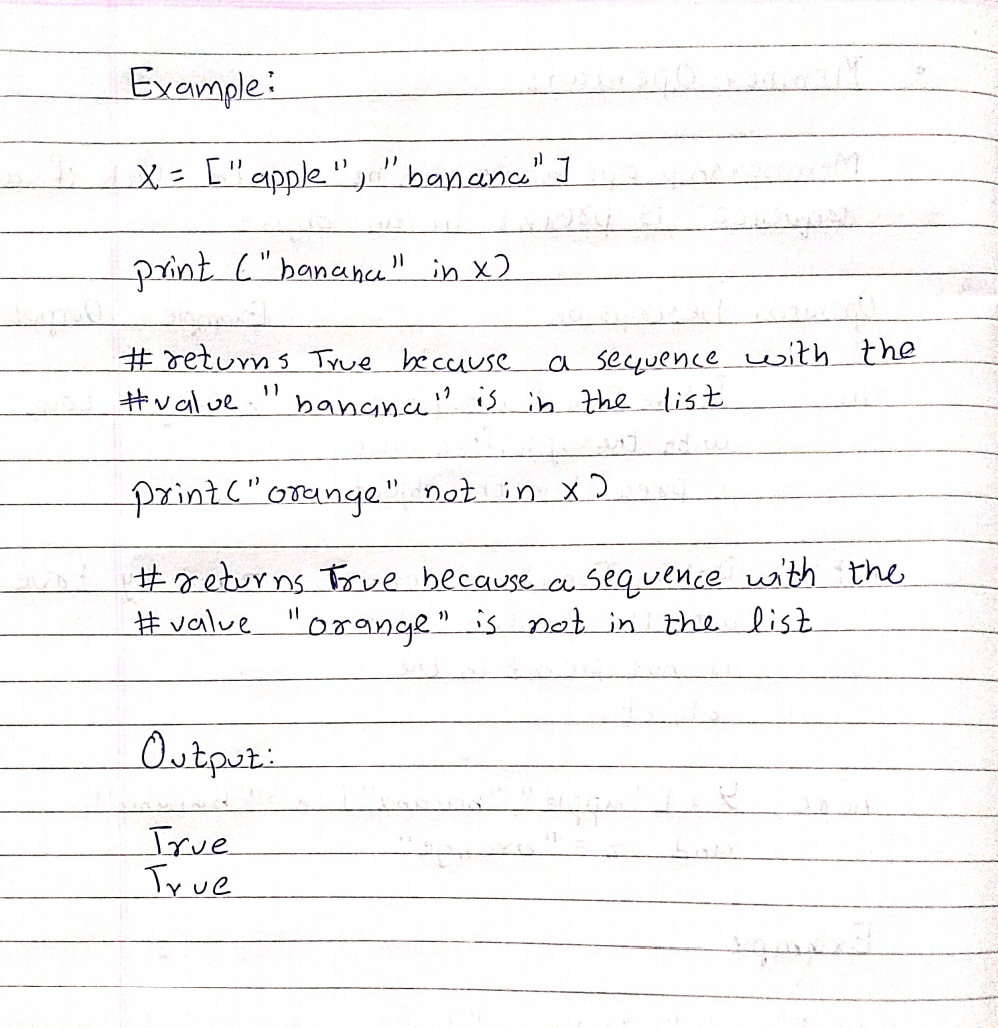 Example:
x = ["apple", "banana"]
print ("banana" in x)
# returns True because a sequence with the
# value "banana" is in the list
print("orange" not in x)
# returns True because a sequence with the
# value "orange" is not in the list
Output:
True
True